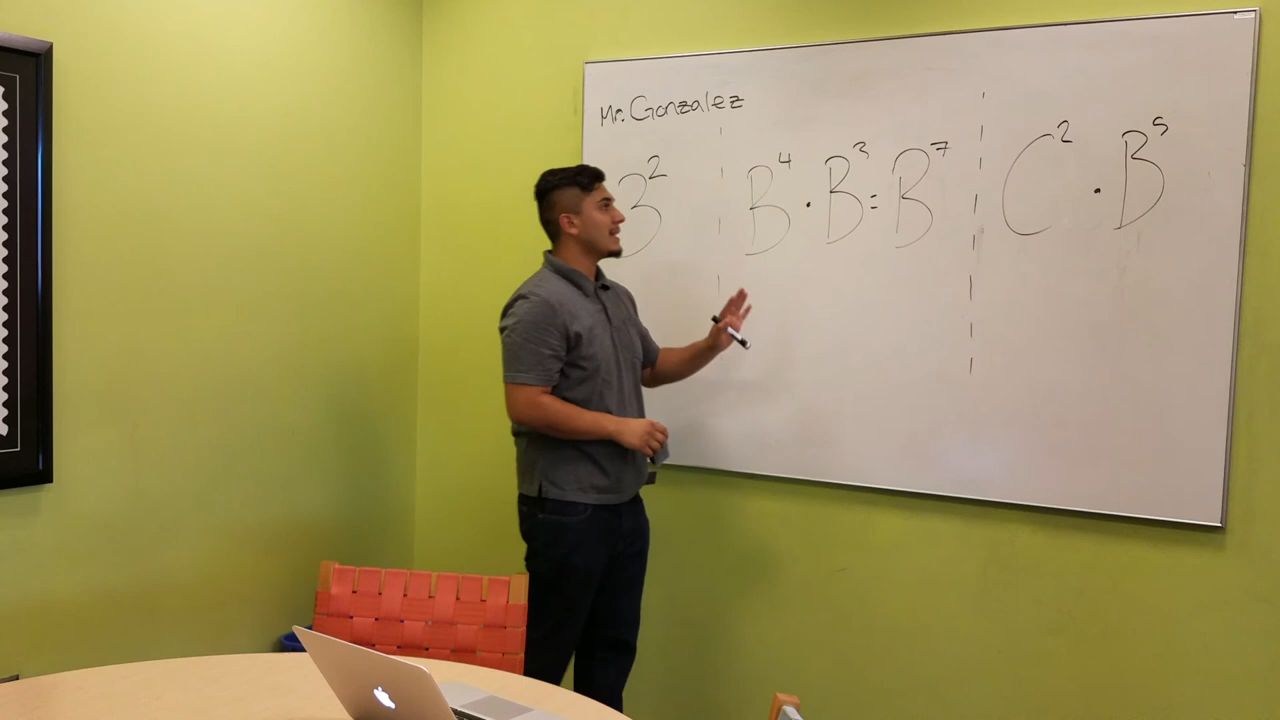 Mr. Gonzalez
B² B⁴ · B³ = B⁷ C² · B⁵